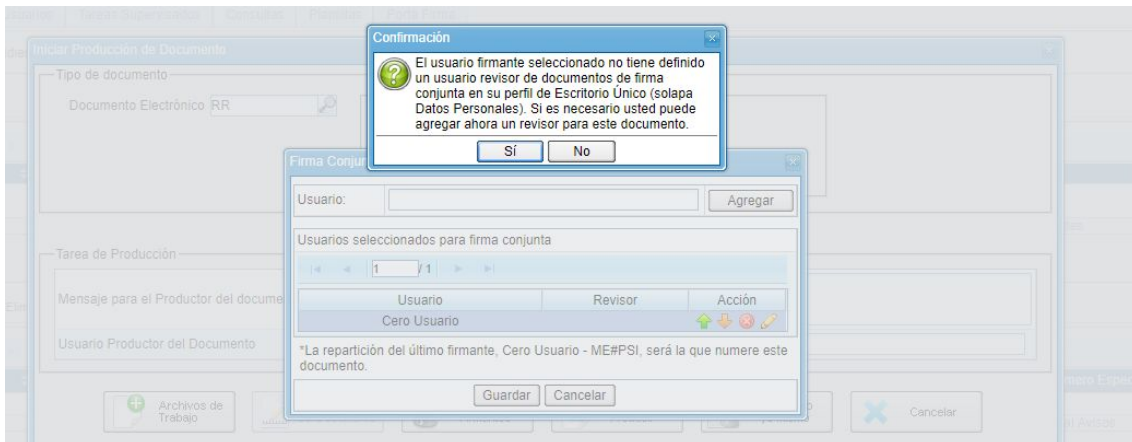 Tareas Supervisados Consultas
Confirmación
Iniciar Producción de Documento
El usuario firmante seleccionado no tiene definido
un usuario revisor de documentos de firma
conjunta en su perfil de Escritorio Único (solapa
Datos Personales). Si es necesario usted puede
agregar ahora un revisor para este documento.
Sí No
Tipo de documento
Documento Electrónico RR
Firma Conjun
Usuario: Agregar
Usuarios seleccionados para firma conjunta
1 / 1
Tarea de Producción
Mensaje para el Productor del docume
Usuario Revisor Acción
Cero Usuario
Usuario Productor del Documento
*La repartición del último firmante, Cero Usuario - ME#PSI, será la que numere este
documento.
Guardar Cancelar
Archivos de
Trabajo
Cancelar